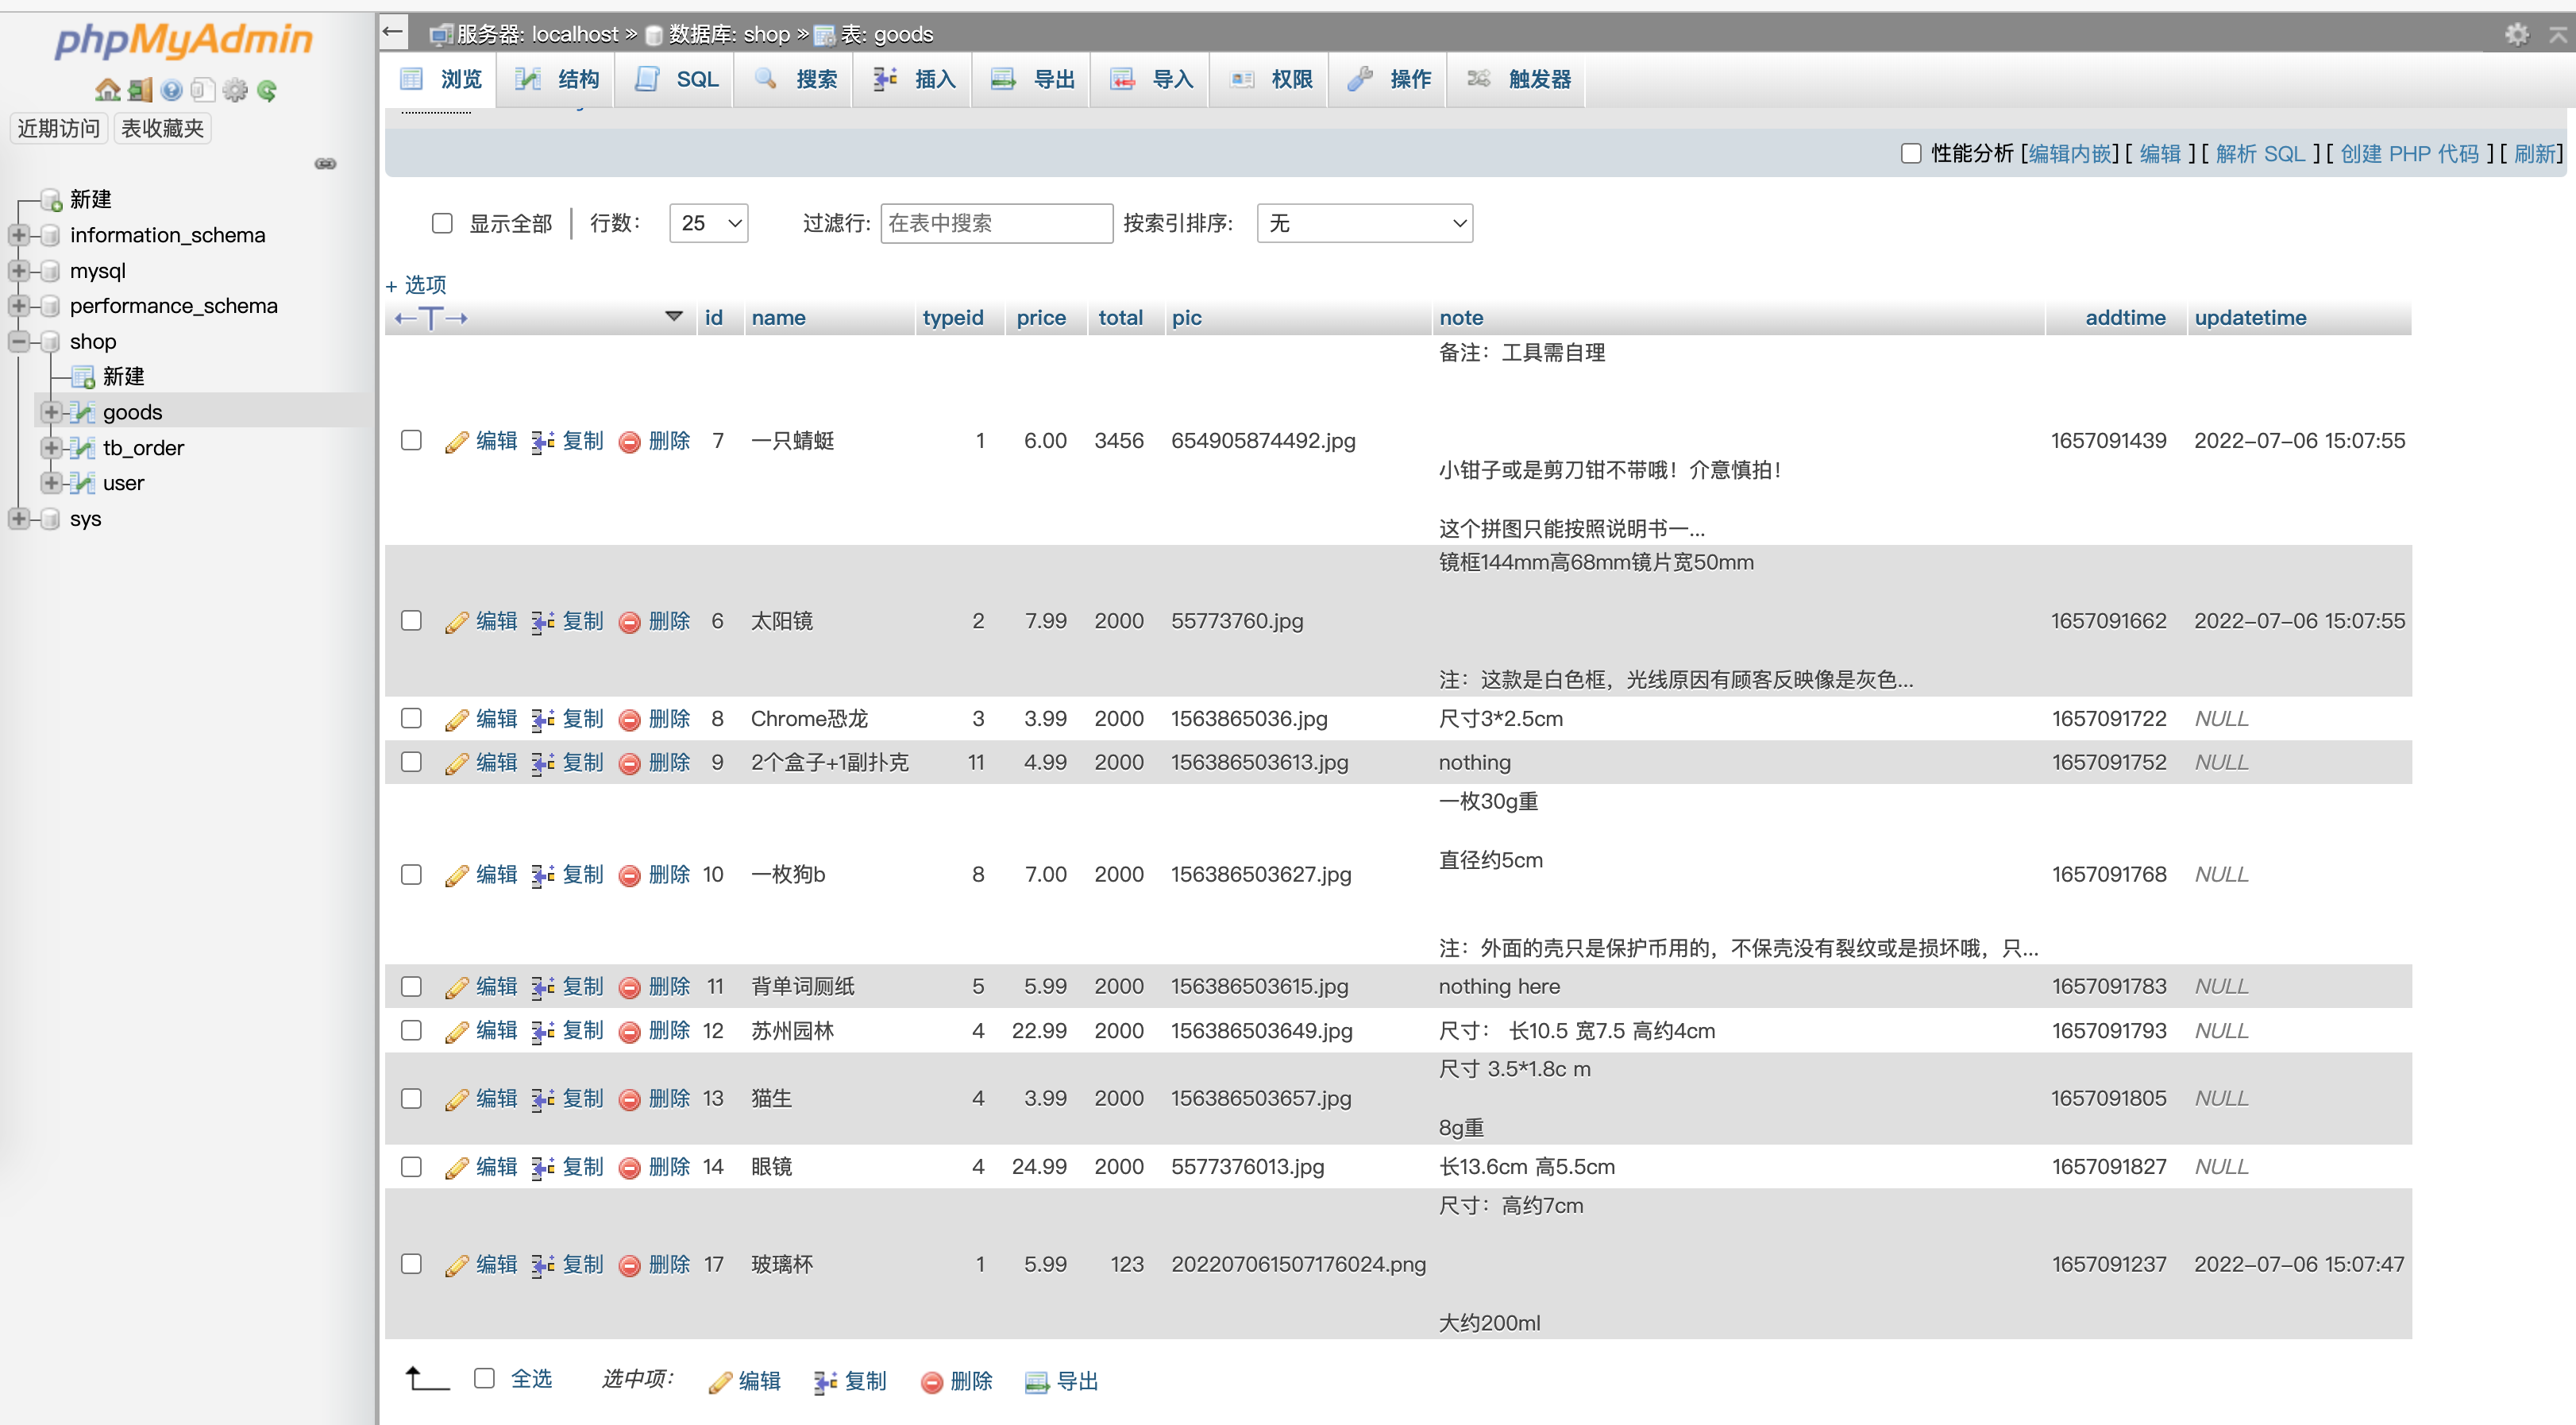 phpMyAdmin
近期访问 表收藏夹
新建
information_schema
mysql
performance_schema
shop
新建
goods
tb_order
user
sys
服务器: localhost » 数据库: shop » 表: goods
浏览 结构 SQL 搜索 插入 导出 导入 权限 操作 触发器
性能分析 [编辑内嵌] [ 编辑 ] [ 解析 SQL ] [ 创建 PHP 代码 ] [ 刷新]
显示全部 行数： 25 过滤行: 在表中搜索 按索引排序: 无
+ 选项
←T→ id name typeid price total pic note addtime updatetime
备注：工具需自理
编辑 复制 删除 7 一只蜻蜓 1 6.00 3456 654905874492.jpg 1657091439 2022-07-06 15:07:55
小钳子或是剪刀钳不带哦！介意慎拍！
这个拼图只能按照说明书一...
镜框144mm高68mm镜片宽50mm
编辑 复制 删除 6 太阳镜 2 7.99 2000 55773760.jpg 1657091662 2022-07-06 15:07:55
注：这款是白色框，光线原因有顾客反映像是灰色...
编辑 复制 删除 8 Chrome恐龙 3 3.99 2000 1563865036.jpg 尺寸3*2.5cm 1657091722 NULL
编辑 复制 删除 9 2个盒子+1副扑克 11 4.99 2000 156386503613.jpg nothing 1657091752 NULL
一枚30g重
直径约5cm
编辑 复制 删除 10 一枚狗b 8 7.00 2000 156386503627.jpg 1657091768 NULL
注：外面的壳只是保护币用的，不保壳没有裂纹或是损坏哦，只...
编辑 复制 删除 11 背单词厕纸 5 5.99 2000 156386503615.jpg nothing here 1657091783 NULL
编辑 复制 删除 12 苏州园林 4 22.99 2000 156386503649.jpg 尺寸： 长10.5 宽7.5 高约4cm 1657091793 NULL
尺寸 3.5*1.8c m
编辑 复制 删除 13 猫生 4 3.99 2000 156386503657.jpg 1657091805 NULL
8g重
编辑 复制 删除 14 眼镜 4 24.99 2000 5577376013.jpg 长13.6cm 高5.5cm 1657091827 NULL
尺寸：高约7cm
编辑 复制 删除 17 玻璃杯 1 5.99 123 202207061507176024.png 1657091237 2022-07-06 15:07:47
大约200ml
全选 选中项： 编辑 复制 删除 导出